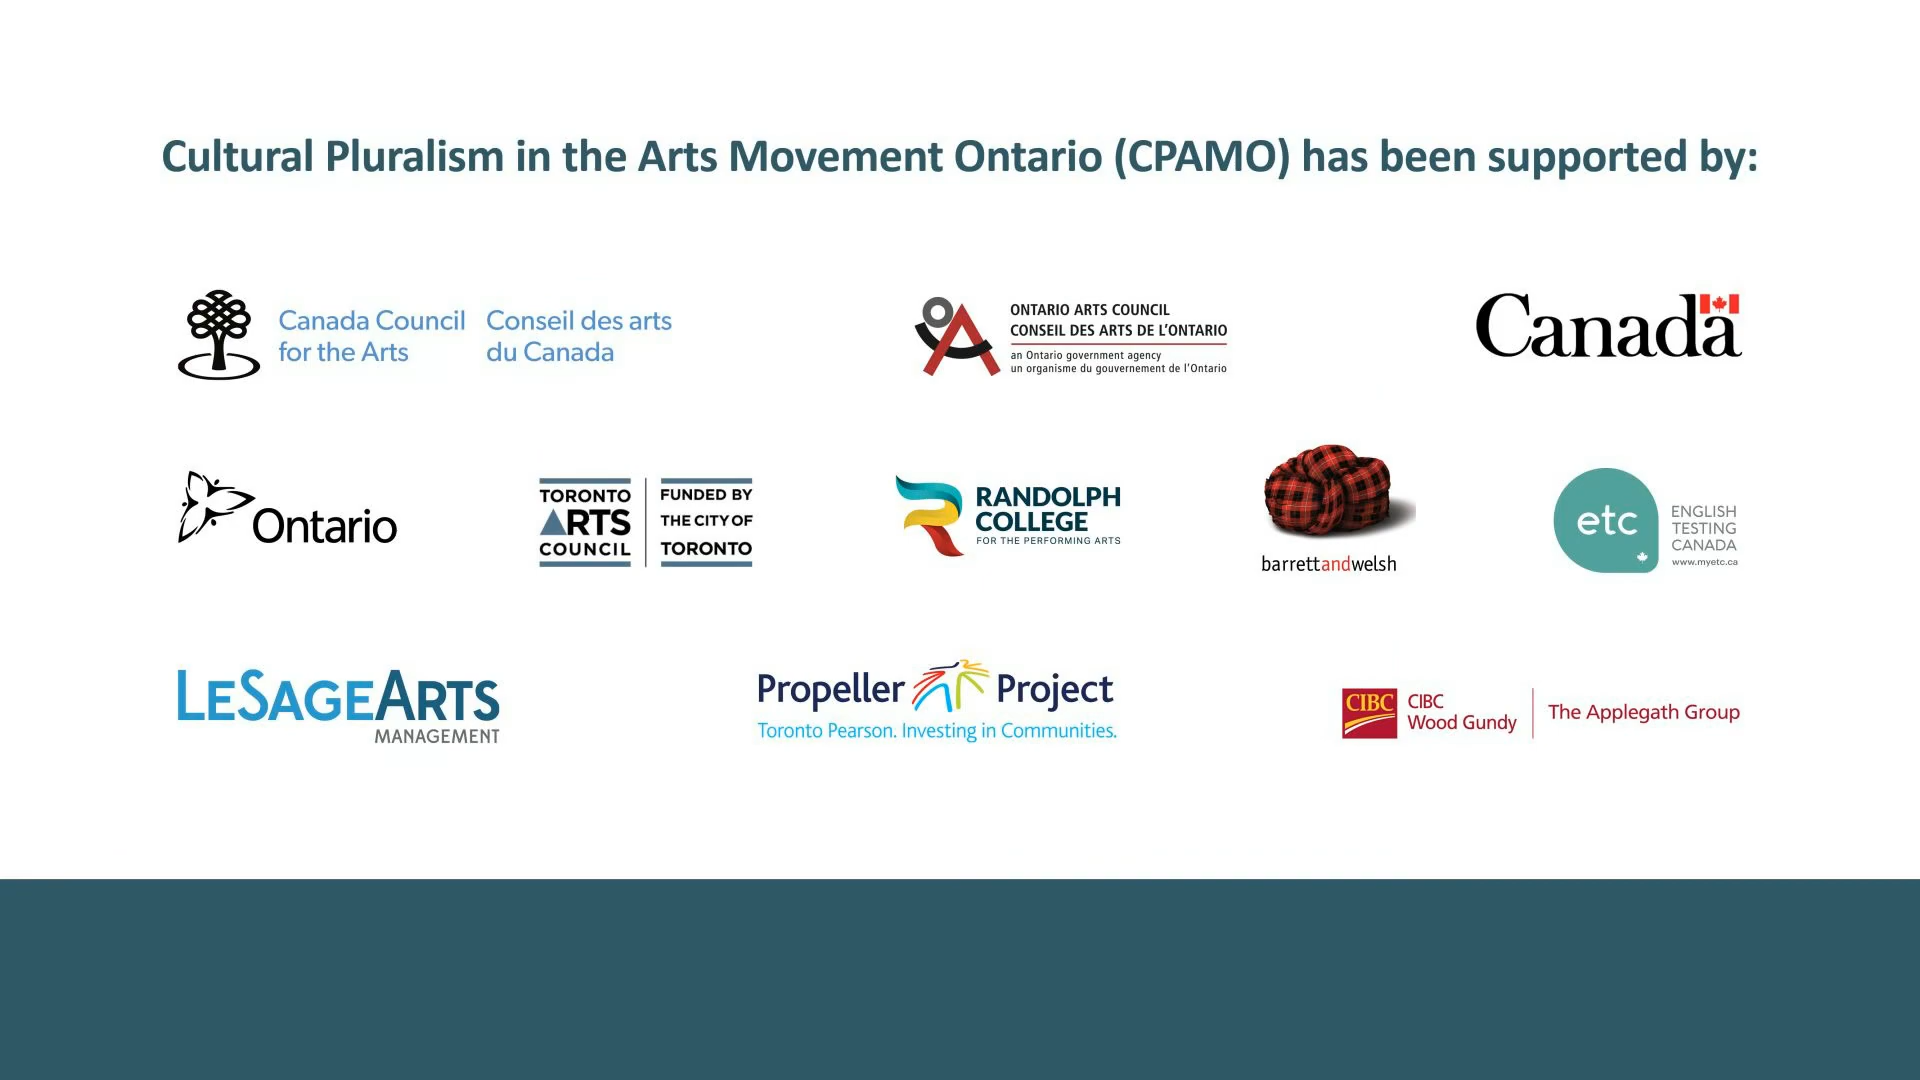 Cultural Pluralism in the Arts Movement Ontario (CPAMO) has been supported by:
Canada Council
for the Arts
Conseil des arts
du Canada
ONTARIO ARTS COUNCIL
CONSEIL DES ARTS DE L'ONTARIO
an Ontario government agency
un organisme du gouvernement de l'Ontario
Canada
Ontario
TORONTO
ARTS
COUNCIL
FUNDED BY
THE CITY OF
TORONTO
RANDOLPH
COLLEGE
FOR THE PERFORMING ARTS
barrettandwelsh
etc
ENGLISH
TESTING
CANADA
www.myetc.ca
LESAGEARTS
MANAGEMENT
Propeller Project
Toronto Pearson. Investing in Communities.
CIBC
CIBC
Wood Gundy
The Applegath Group